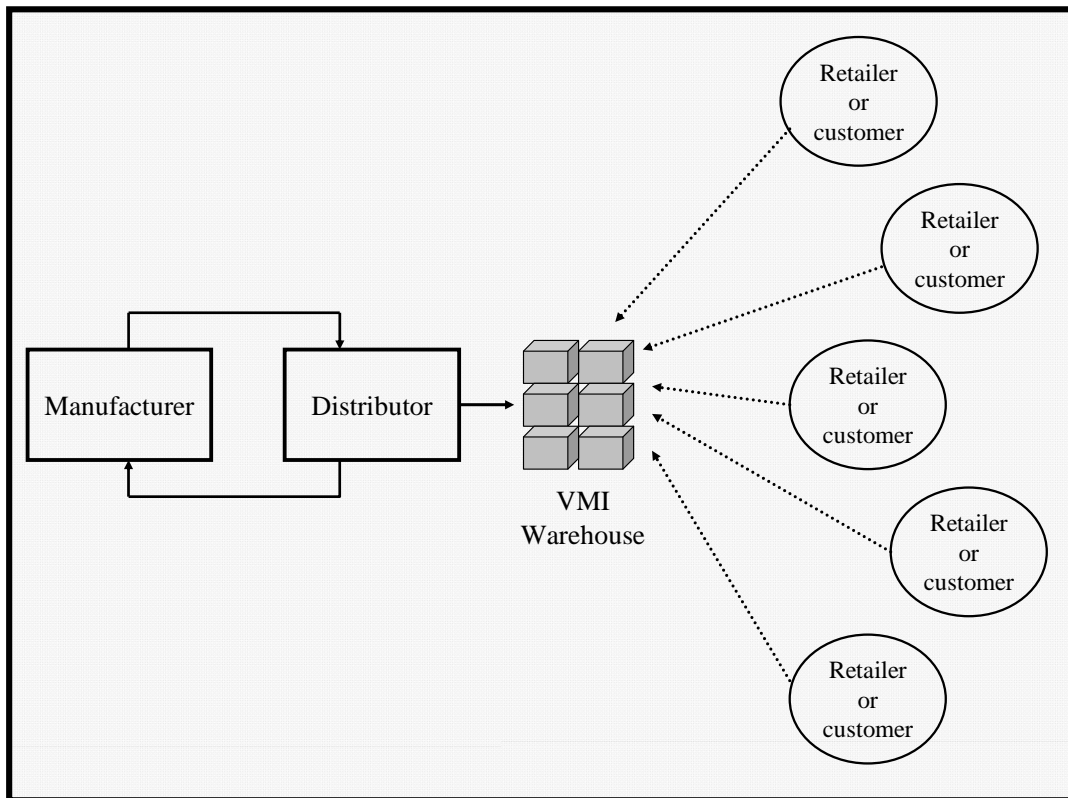 Retailer
or
customer
Retailer
or
customer
Manufacturer
Distributor
Retailer
or
customer
VMI
Warehouse
Retailer
or
customer
Retailer
or
customer